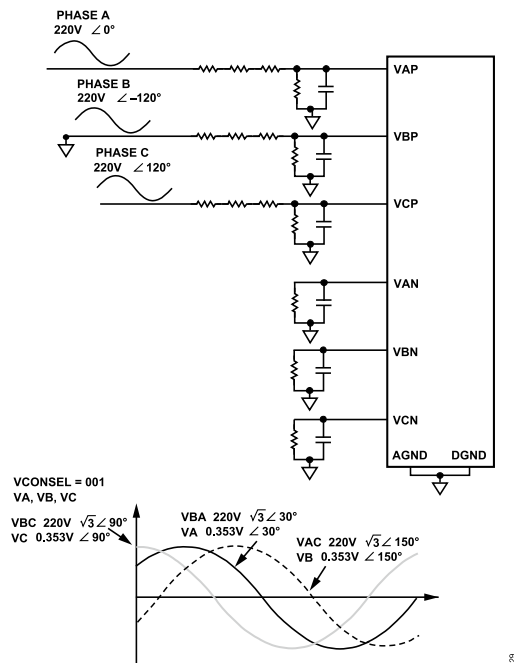 PHASE A
220V ∠0°
PHASE B
220V ∠–120°
PHASE C
220V ∠120°
VAP
VBP
VCP
VAN
VBN
VCN
AGND DGND
VCONSEL = 001
VA, VB, VC
VBC 220V √3∠90°
VC 0.353V ∠90°
VBA 220V √3∠30°
VA 0.353V ∠30°
VAC 220V √3∠150°
VB 0.353V ∠150°